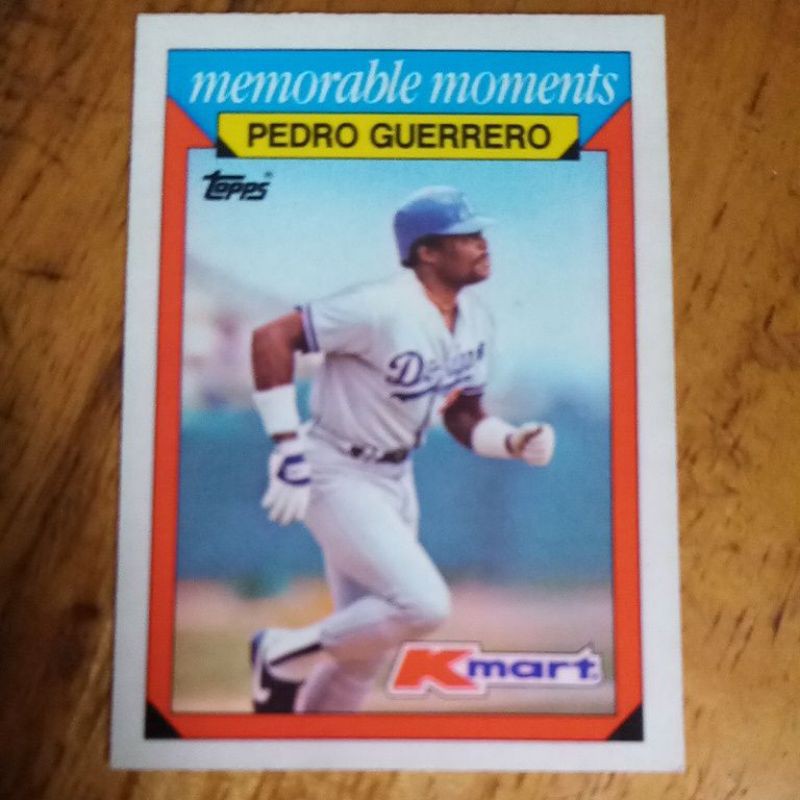 memorable moments
PEDRO GUERRERO
topps®
Dodgers
Kmart®